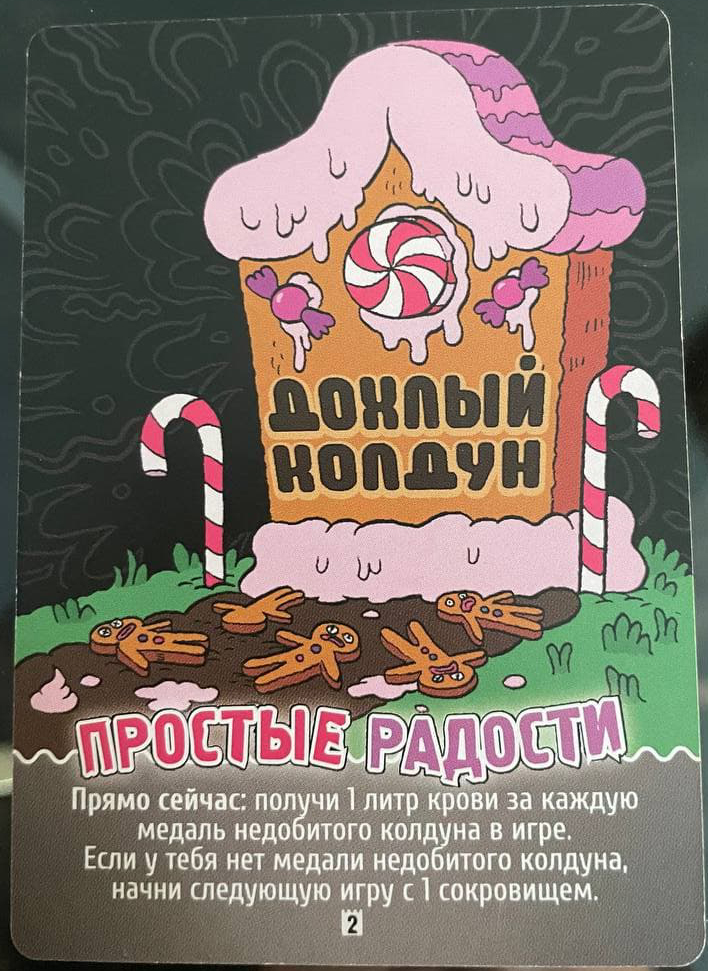 ДОХЛЫЙ
КОЛДУН
ПРОСТЫЕ РАДОСТИ
Прямо сейчас: получи 1 литр крови за каждую
медаль недобитого колдуна в игре.
Если у тебя нет медали недобитого колдуна,
начни следующую игру с 1 сокровищем.
2